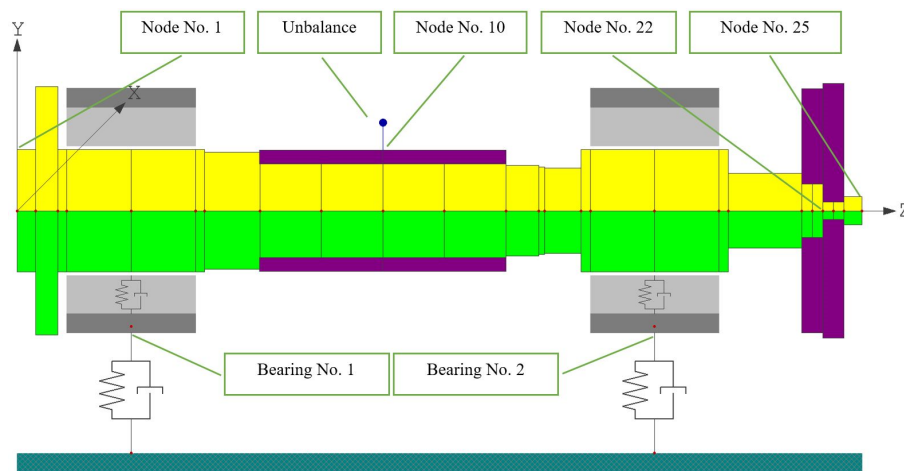 Node No. 1
Unbalance
Node No. 10
Node No. 22
Node No. 25
Y
X
Z
Bearing No. 1
Bearing No. 2